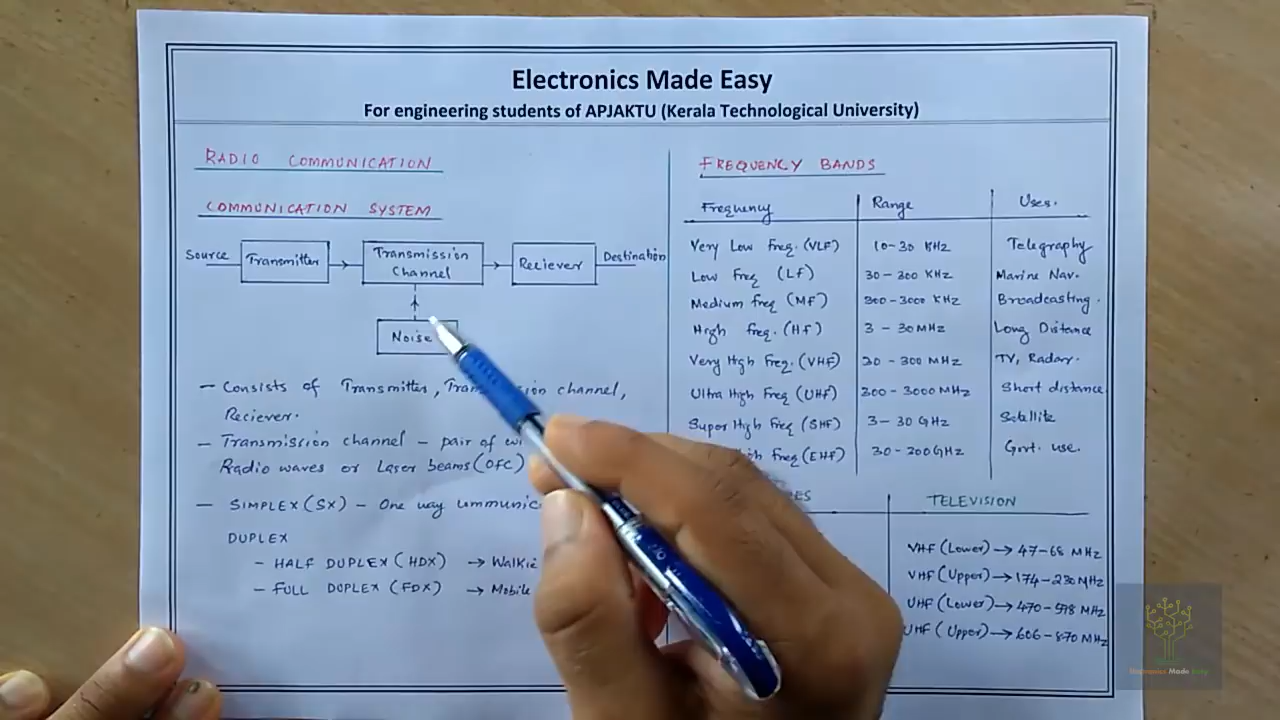 Electronics Made Easy
For engineering students of APJAKTU (Kerala Technological University)
RADIO COMMUNICATION
COMMUNICATION SYSTEM
Source
Transmitter
Transmission
Channel
Reciever
Destination
Noise
- Consists of Transmitter, channel,
Reciever.
- Transmission channel - pair of
Radio waves or Laser beams (OFC)
- SIMPLEX (SX) - One way
DUPLEX
- HALF DUPLEX (HDX) → Walkie
- FULL DUPLEX (FDX) → Mobile
FREQUENCY BANDS
Frequency Range Uses.
Very Low Freq. (VLF) 10-30 KHz Telegraphy
Low Freq (LF) 30-300 KHz Marine Nav.
Medium freq (MF) 300-3000 KHz Broadcasting.
High freq. (HF) 3-30 MHz Long Distance
Very High Freq. (VHF) 30-300 MHz TV, Radar.
Ultra High Freq (UHF) 300-3000 MHz Short distance
Super High Freq (SHF) 3-30 GHz Satellite
Freq (EHF) 30-300 GHz Govt. use.
TELEVISION
VHF (Lower) → 47-68 MHz
VHF (Upper) → 174-230 MHz
UHF (Lower) → 470-598 MHz
UHF (Upper) → 606-870 MHz
Electronics Made Easy